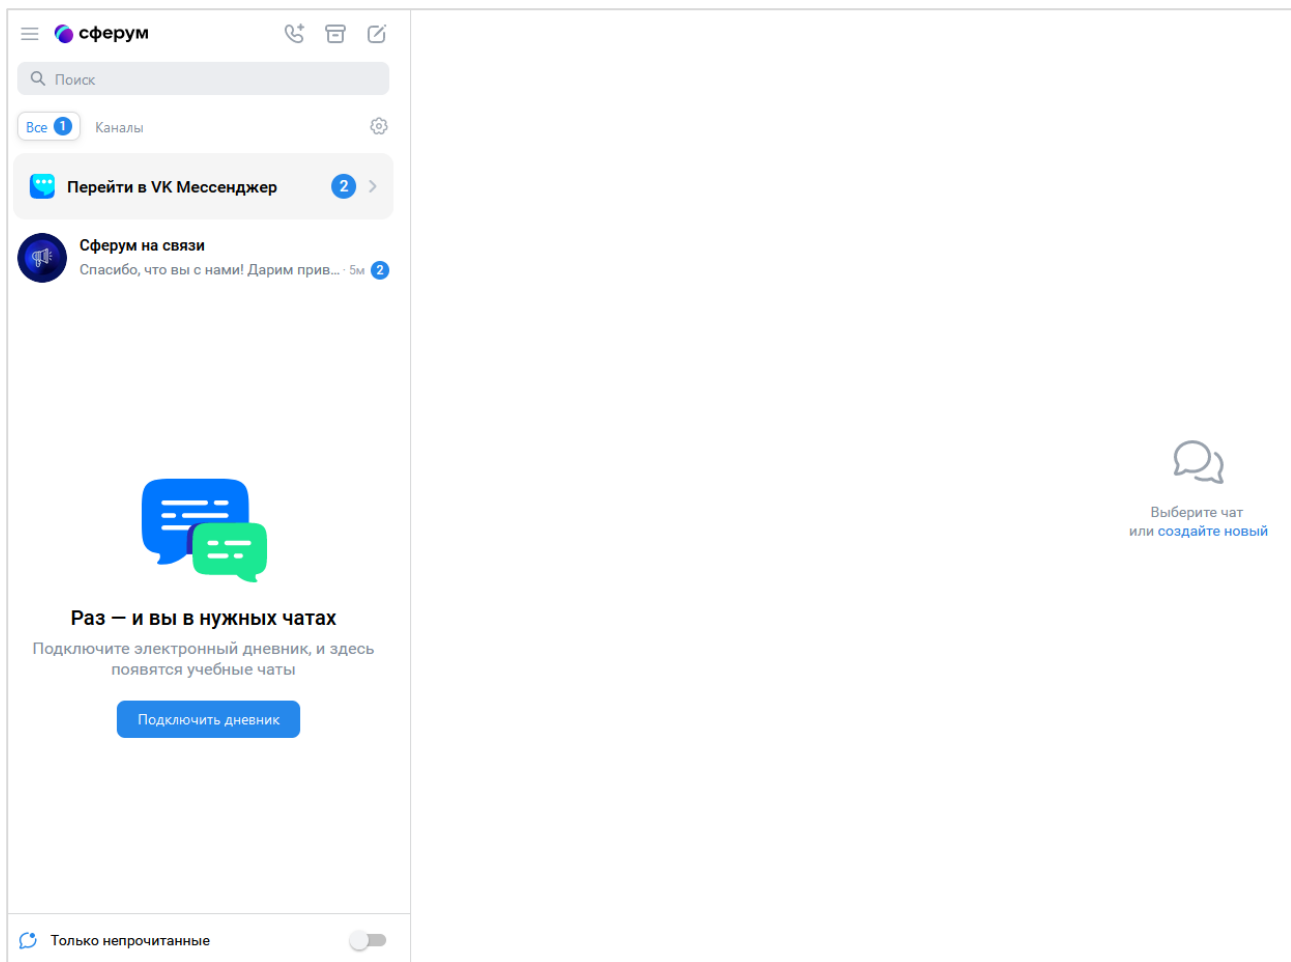 сферум
Поиск
Все 1 Каналы
Перейти в VK Мессенджер 2
Сферум на связи
Спасибо, что вы с нами! Дарим прив... · 5м 2
Выберите чат
или создайте новый
Раз — и вы в нужных чатах
Подключите электронный дневник, и здесь
появятся учебные чаты
Подключить дневник
Только непрочитанные